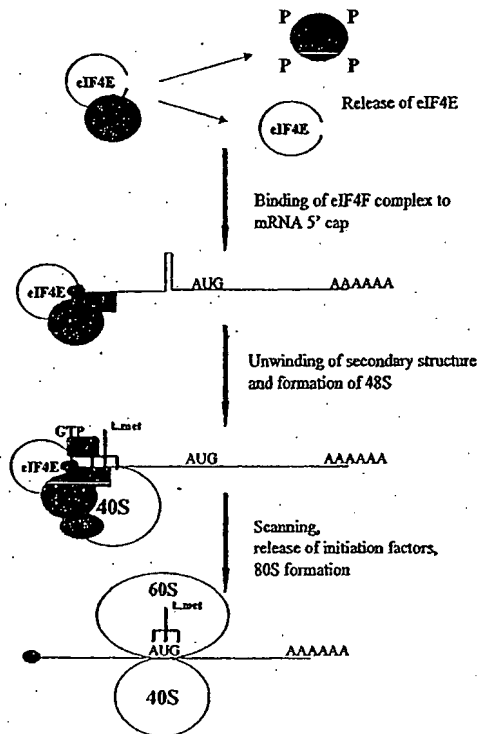 P P
eIF4E
P P
Release of eIF4E
eIF4E
Binding of eIF4F complex to
mRNA 5' cap
eIF4E
AUG
AAAAAA
Unwinding of secondary structure
and formation of 48S
GTP
t.met
eIF4E
AUG
AAAAAA
40S
Scanning,
release of initiation factors,
80S formation
60S
t.met
AUG
AAAAAA
40S